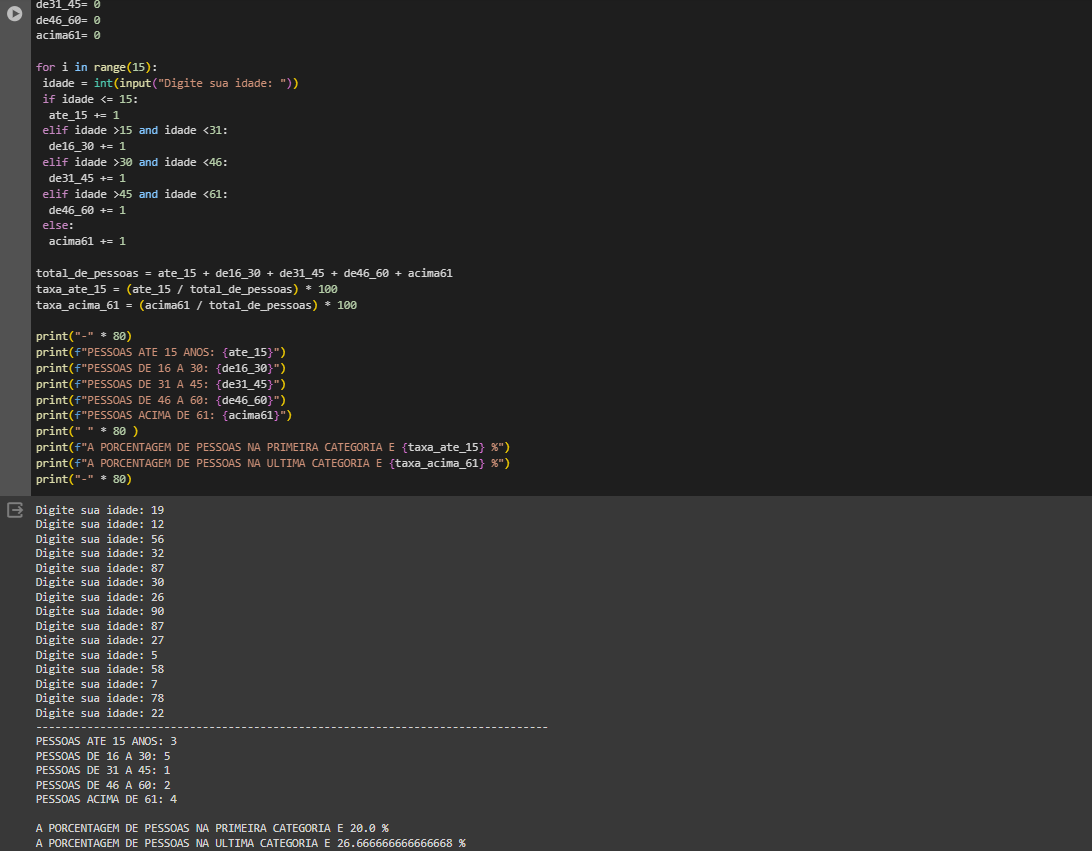 de31_45= 0
de46_60= 0
acima61= 0
for i in range(15):
idade = int(input("Digite sua idade: "))
if idade <= 15:
ate_15 += 1
elif idade >15 and idade <31:
de16_30 += 1
elif idade >30 and idade <46:
de31_45 += 1
elif idade >45 and idade <61:
de46_60 += 1
else:
acima61 += 1
total_de_pessoas = ate_15 + de16_30 + de31_45 + de46_60 + acima61
taxa_ate_15 = (ate_15 / total_de_pessoas) * 100
taxa_acima_61 = (acima61 / total_de_pessoas) * 100
print("-" * 80)
print(f"PESSOAS ATE 15 ANOS: {ate_15}")
print(f"PESSOAS DE 16 A 30: {de16_30}")
print(f"PESSOAS DE 31 A 45: {de31_45}")
print(f"PESSOAS DE 46 A 60: {de46_60}")
print(f"PESSOAS ACIMA DE 61: {acima61}")
print(" " * 80 )
print(f"A PORCENTAGEM DE PESSOAS NA PRIMEIRA CATEGORIA E {taxa_ate_15} %")
print(f"A PORCENTAGEM DE PESSOAS NA ULTIMA CATEGORIA E {taxa_acima_61} %")
print("-" * 80)
Digite sua idade: 19
Digite sua idade: 12
Digite sua idade: 56
Digite sua idade: 32
Digite sua idade: 87
Digite sua idade: 30
Digite sua idade: 26
Digite sua idade: 90
Digite sua idade: 87
Digite sua idade: 27
Digite sua idade: 5
Digite sua idade: 58
Digite sua idade: 7
Digite sua idade: 78
Digite sua idade: 22
--------------------------------------------------------------------------------
PESSOAS ATE 15 ANOS: 3
PESSOAS DE 16 A 30: 5
PESSOAS DE 31 A 45: 1
PESSOAS DE 46 A 60: 2
PESSOAS ACIMA DE 61: 4
A PORCENTAGEM DE PESSOAS NA PRIMEIRA CATEGORIA E 20.0 %
A PORCENTAGEM DE PESSOAS NA ULTIMA CATEGORIA E 26.666666666666668 %